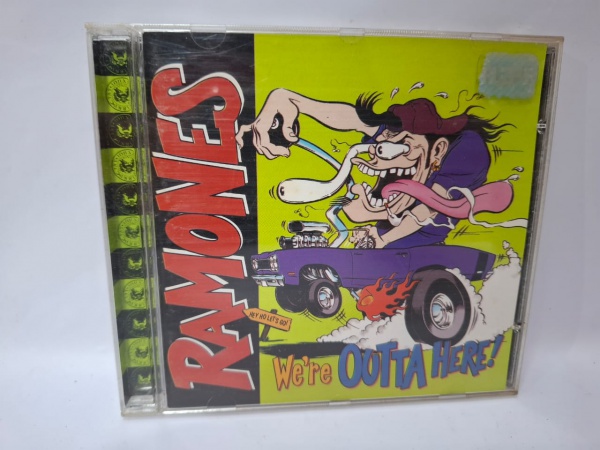 RAMONES
HEY HO LET'S GO!
We're OUTTA HERE!